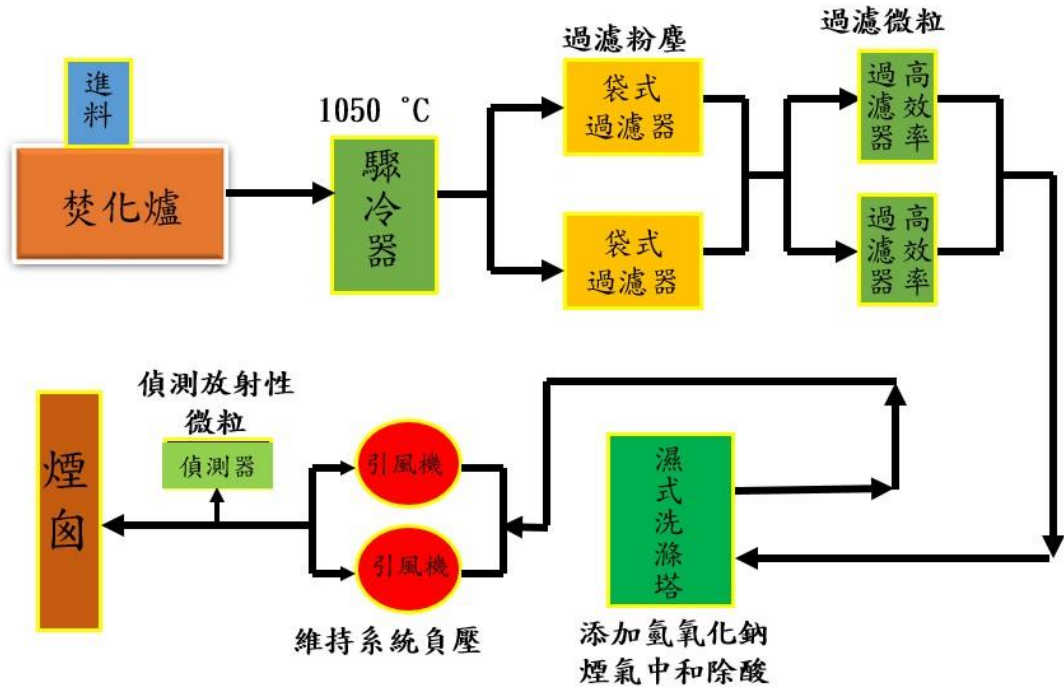 進料
焚化爐
1050 °C
驟冷器
過濾粉塵
袋式
過濾器
袋式
過濾器
過濾微粒
高效率
過濾器
高效率
過濾器
濕式洗滌塔
添加氫氧化鈉
煙氣中和除酸
引風機
引風機
維持系統負壓
偵測放射性
微粒
偵測器
煙囪